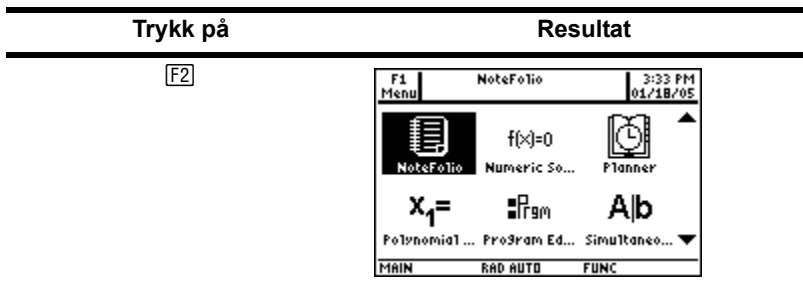 Trykk på Resultat
F2
F1 NoteFolio 3:33 PM
Menu 01/18/05
f(x)=0
NoteFolio Numeric So... Planner
x₁= Prgm A|b
Polynomial ... Program Ed... Simultaneo...
MAIN RAD AUTO FUNC